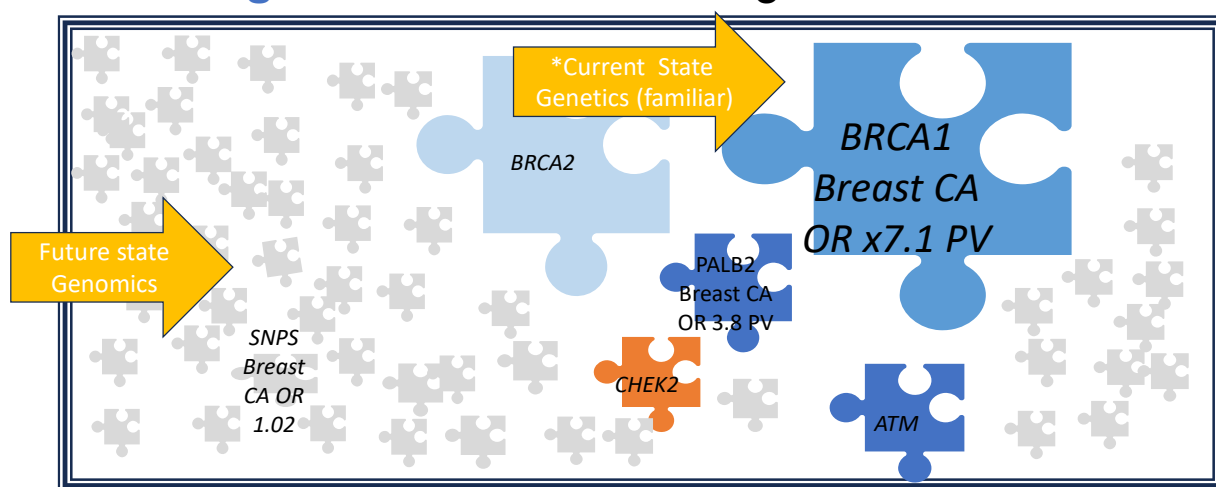 *Current  State
Genetics (familiar)
BRCA1
Breast CA
OR x7.1 PV
BRCA2
Future state
Genomics
PALB2
Breast CA
OR 3.8 PV
SNPS
Breast
CA OR
1.02
CHEK2
ATM